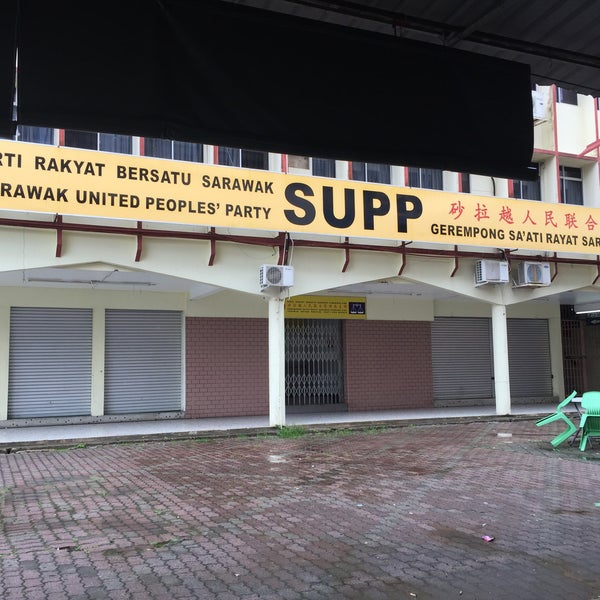 RTI RAKYAT BERSATU SARAWAK
RAWAK UNITED PEOPLES' PARTY
SUPP
砂拉越人民联合
GEREMPONG SA'ATI RAYAT SAR